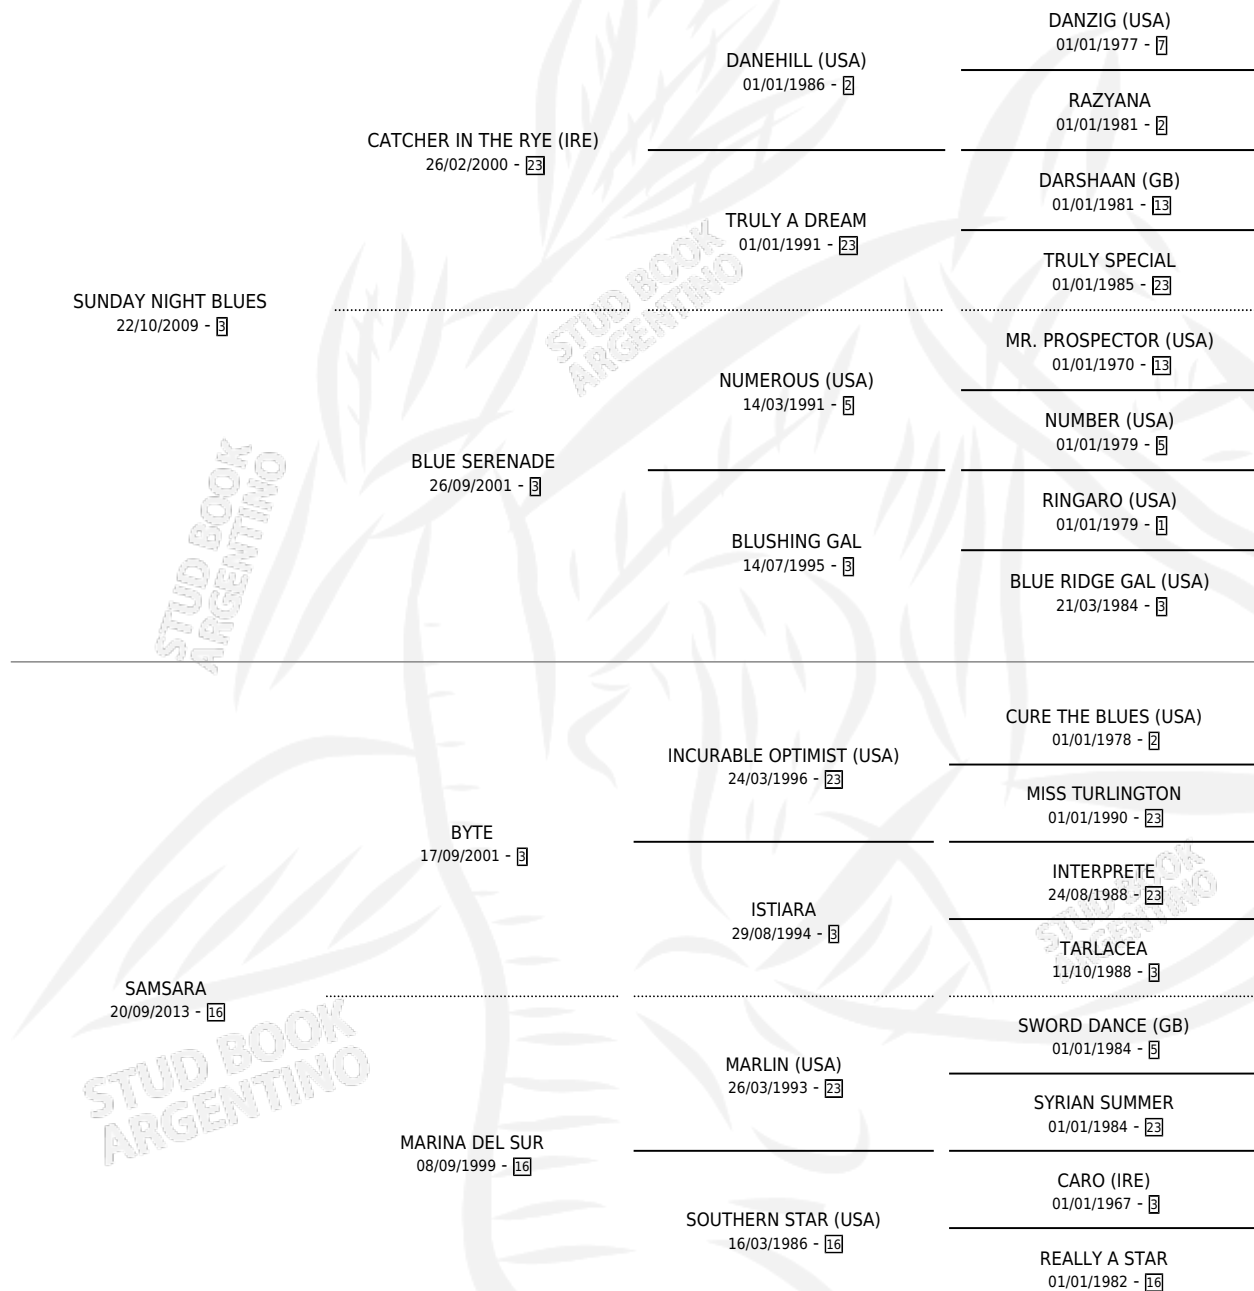 DANZIG (USA)
01/01/1977 - 7
DANEHILL (USA)
01/01/1986 - 2
RAZYANA
01/01/1981 - 2
CATCHER IN THE RYE (IRE)
26/02/2000 - 23
DARSHAAN (GB)
01/01/1981 - 13
TRULY A DREAM
01/01/1991 - 23
TRULY SPECIAL
01/01/1985 - 23
SUNDAY NIGHT BLUES
22/10/2009 - 3
MR. PROSPECTOR (USA)
01/01/1970 - 13
NUMEROUS (USA)
14/03/1991 - 5
NUMBER (USA)
01/01/1979 - 5
BLUE SERENADE
26/09/2001 - 3
RINGARO (USA)
01/01/1979 - 1
BLUSHING GAL
14/07/1995 - 3
BLUE RIDGE GAL (USA)
21/03/1984 - 3
CURE THE BLUES (USA)
01/01/1978 - 2
INCURABLE OPTIMIST (USA)
24/03/1996 - 23
MISS TURLINGTON
01/01/1990 - 23
BYTE
17/09/2001 - 3
INTERPRETE
24/08/1988 - 23
ISTIARA
29/08/1994 - 3
TARLACEA
11/10/1988 - 3
SAMSARA
20/09/2013 - 16
SWORD DANCE (GB)
01/01/1984 - 5
MARLIN (USA)
26/03/1993 - 23
SYRIAN SUMMER
01/01/1984 - 23
MARINA DEL SUR
08/09/1999 - 16
CARO (IRE)
01/01/1967 - 3
SOUTHERN STAR (USA)
16/03/1986 - 16
REALLY A STAR
01/01/1982 - 16
STUD BOOK
ARGENTINO
STUD BOOK
ARGENTINO
STUD BOOK
ARGENTINO
STUD BOOK
ARGENTINO